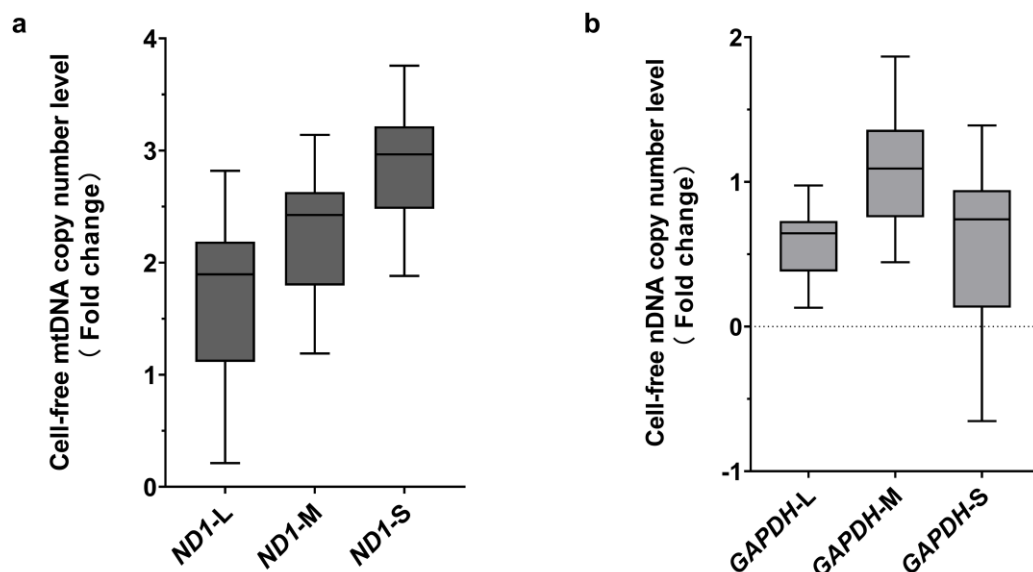 a
Cell-free mtDNA copy number level
（Fold change）
4
3
2
1
0
ND1-L
ND1-M
ND1-S
b
Cell-free nDNA copy number level
（Fold change）
2
1
0
-1
GAPDH-L
GAPDH-M
GAPDH-S